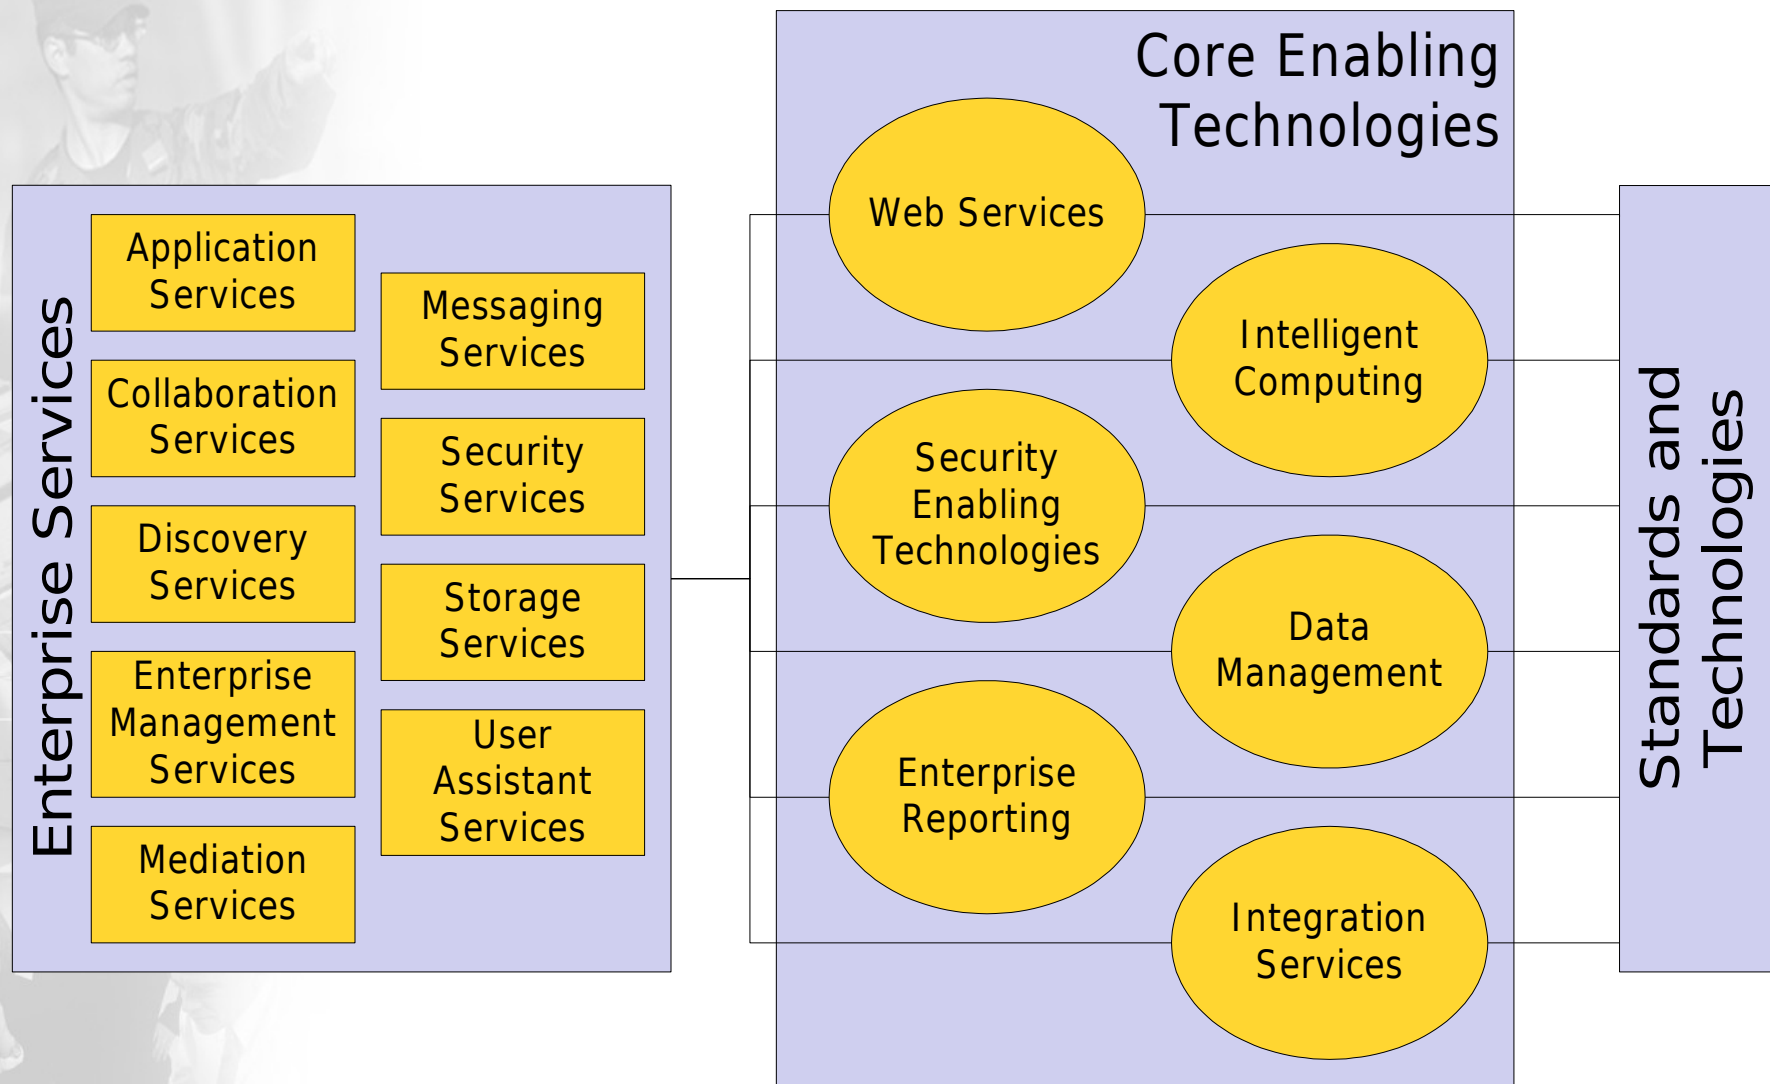 Enterprise Services
Application
Services
Collaboration
Services
Discovery
Services
Enterprise
Management
Services
Mediation
Services
Messaging
Services
Security
Services
Storage
Services
User
Assistant
Services
Core Enabling
Technologies
Web Services
Intelligent
Computing
Security
Enabling
Technologies
Data
Management
Enterprise
Reporting
Integration
Services
Standards and
Technologies